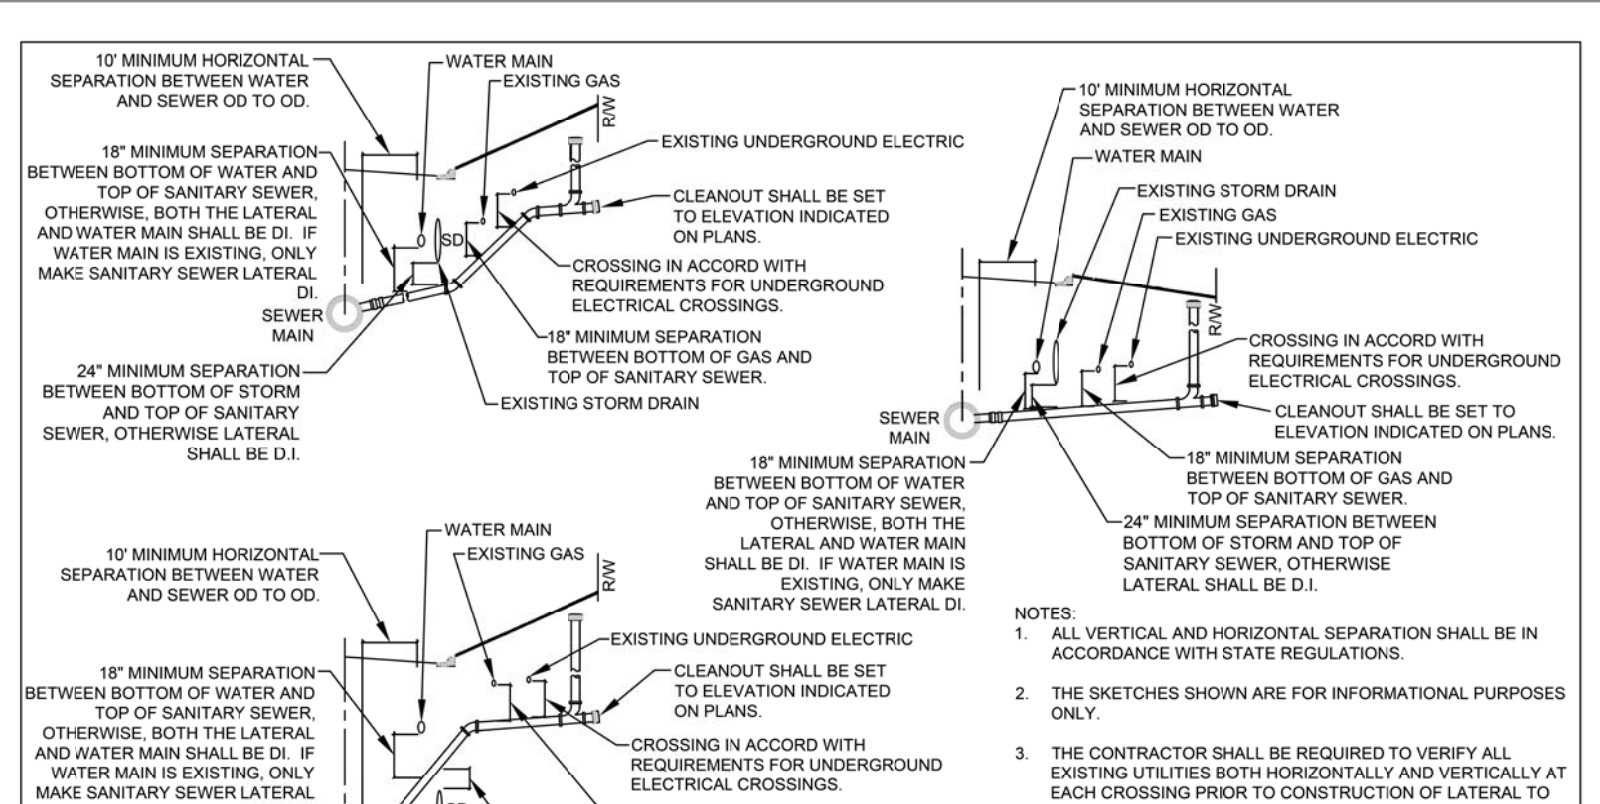 10' MINIMUM HORIZONTAL
SEPARATION BETWEEN WATER
AND SEWER OD TO OD.
WATER MAIN
EXISTING GAS
R/W
EXISTING UNDERGROUND ELECTRIC
18" MINIMUM SEPARATION
BETWEEN BOTTOM OF WATER AND
TOP OF SANITARY SEWER,
OTHERWISE, BOTH THE LATERAL
AND WATER MAIN SHALL BE DI. IF
WATER MAIN IS EXISTING, ONLY
MAKE SANITARY SEWER LATERAL
DI.
CLEANOUT SHALL BE SET
TO ELEVATION INDICATED
ON PLANS.
SD
CROSSING IN ACCORD WITH
REQUIREMENTS FOR UNDERGROUND
ELECTRICAL CROSSINGS.
SEWER
MAIN
18" MINIMUM SEPARATION
BETWEEN BOTTOM OF GAS AND
TOP OF SANITARY SEWER.
24" MINIMUM SEPARATION
BETWEEN BOTTOM OF STORM
AND TOP OF SANITARY
SEWER, OTHERWISE LATERAL
SHALL BE D.I.
EXISTING STORM DRAIN
10' MINIMUM HORIZONTAL
SEPARATION BETWEEN WATER
AND SEWER OD TO OD.
WATER MAIN
EXISTING STORM DRAIN
EXISTING GAS
EXISTING UNDERGROUND ELECTRIC
R/W
CROSSING IN ACCORD WITH
REQUIREMENTS FOR UNDERGROUND
ELECTRICAL CROSSINGS.
SEWER
MAIN
CLEANOUT SHALL BE SET TO
ELEVATION INDICATED ON PLANS.
18" MINIMUM SEPARATION
BETWEEN BOTTOM OF WATER
AND TOP OF SANITARY SEWER,
OTHERWISE, BOTH THE
LATERAL AND WATER MAIN
SHALL BE DI. IF WATER MAIN IS
EXISTING, ONLY MAKE
SANITARY SEWER LATERAL DI.
18" MINIMUM SEPARATION
BETWEEN BOTTOM OF GAS AND
TOP OF SANITARY SEWER.
24" MINIMUM SEPARATION BETWEEN
BOTTOM OF STORM AND TOP OF
SANITARY SEWER, OTHERWISE
LATERAL SHALL BE D.I.
WATER MAIN
EXISTING GAS
R/W
10' MINIMUM HORIZONTAL
SEPARATION BETWEEN WATER
AND SEWER OD TO OD.
EXISTING UNDERGROUND ELECTRIC
18" MINIMUM SEPARATION
BETWEEN BOTTOM OF WATER AND
TOP OF SANITARY SEWER,
OTHERWISE, BOTH THE LATERAL
AND WATER MAIN SHALL BE DI. IF
WATER MAIN IS EXISTING, ONLY
MAKE SANITARY SEWER LATERAL
CLEANOUT SHALL BE SET
TO ELEVATION INDICATED
ON PLANS.
CROSSING IN ACCORD WITH
REQUIREMENTS FOR UNDERGROUND
ELECTRICAL CROSSINGS.
NOTES:
1. ALL VERTICAL AND HORIZONTAL SEPARATION SHALL BE IN
ACCORDANCE WITH STATE REGULATIONS.
2. THE SKETCHES SHOWN ARE FOR INFORMATIONAL PURPOSES
ONLY.
3. THE CONTRACTOR SHALL BE REQUIRED TO VERIFY ALL
EXISTING UTILITIES BOTH HORIZONTALLY AND VERTICALLY AT
EACH CROSSING PRIOR TO CONSTRUCTION OF LATERAL TO